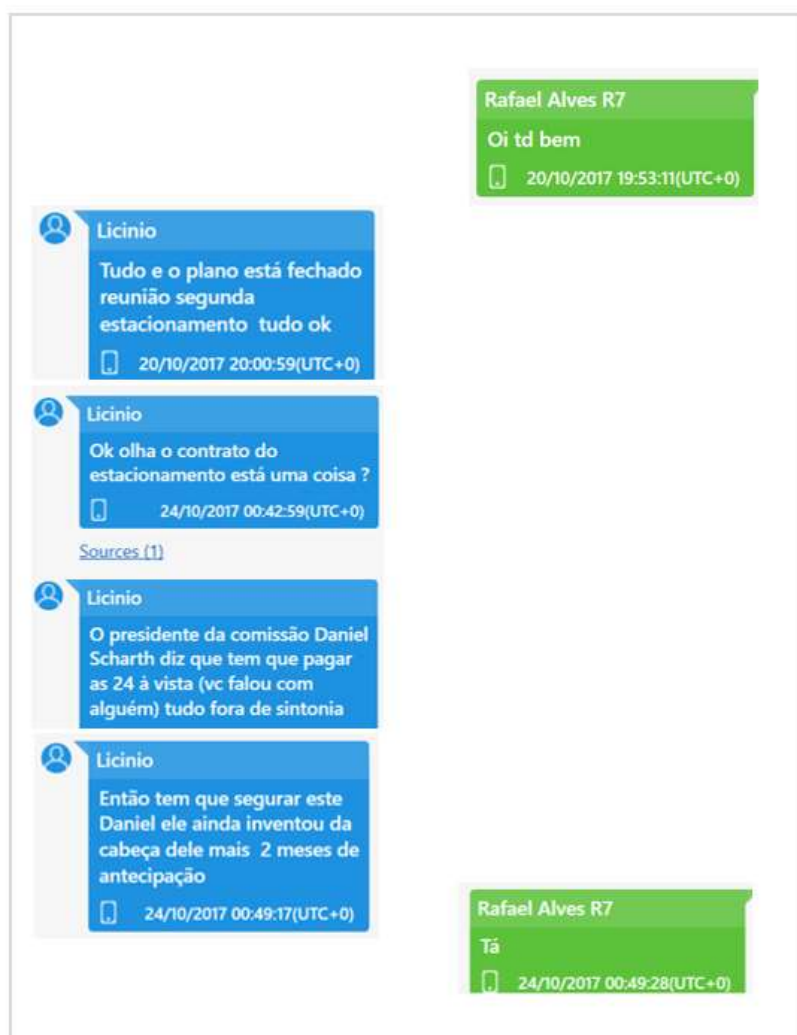 Rafael Alves R7
Oi td bem
20/10/2017 19:53:11(UTC+0)
Licinio
Tudo e o plano está fechado
reunião segunda
estacionamento tudo ok
20/10/2017 20:00:59(UTC+0)
Licinio
Ok olha o contrato do
estacionamento está uma coisa ?
24/10/2017 00:42:59(UTC+0)
Sources (1)
Licinio
O presidente da comissão Daniel
Scharth diz que tem que pagar
as 24 à vista (vc falou com
alguém) tudo fora de sintonia
Licinio
Então tem que segurar este
Daniel ele ainda inventou da
cabeça dele mais 2 meses de
antecipação
24/10/2017 00:49:17(UTC+0)
Rafael Alves R7
Tá
24/10/2017 00:49:28(UTC+0)